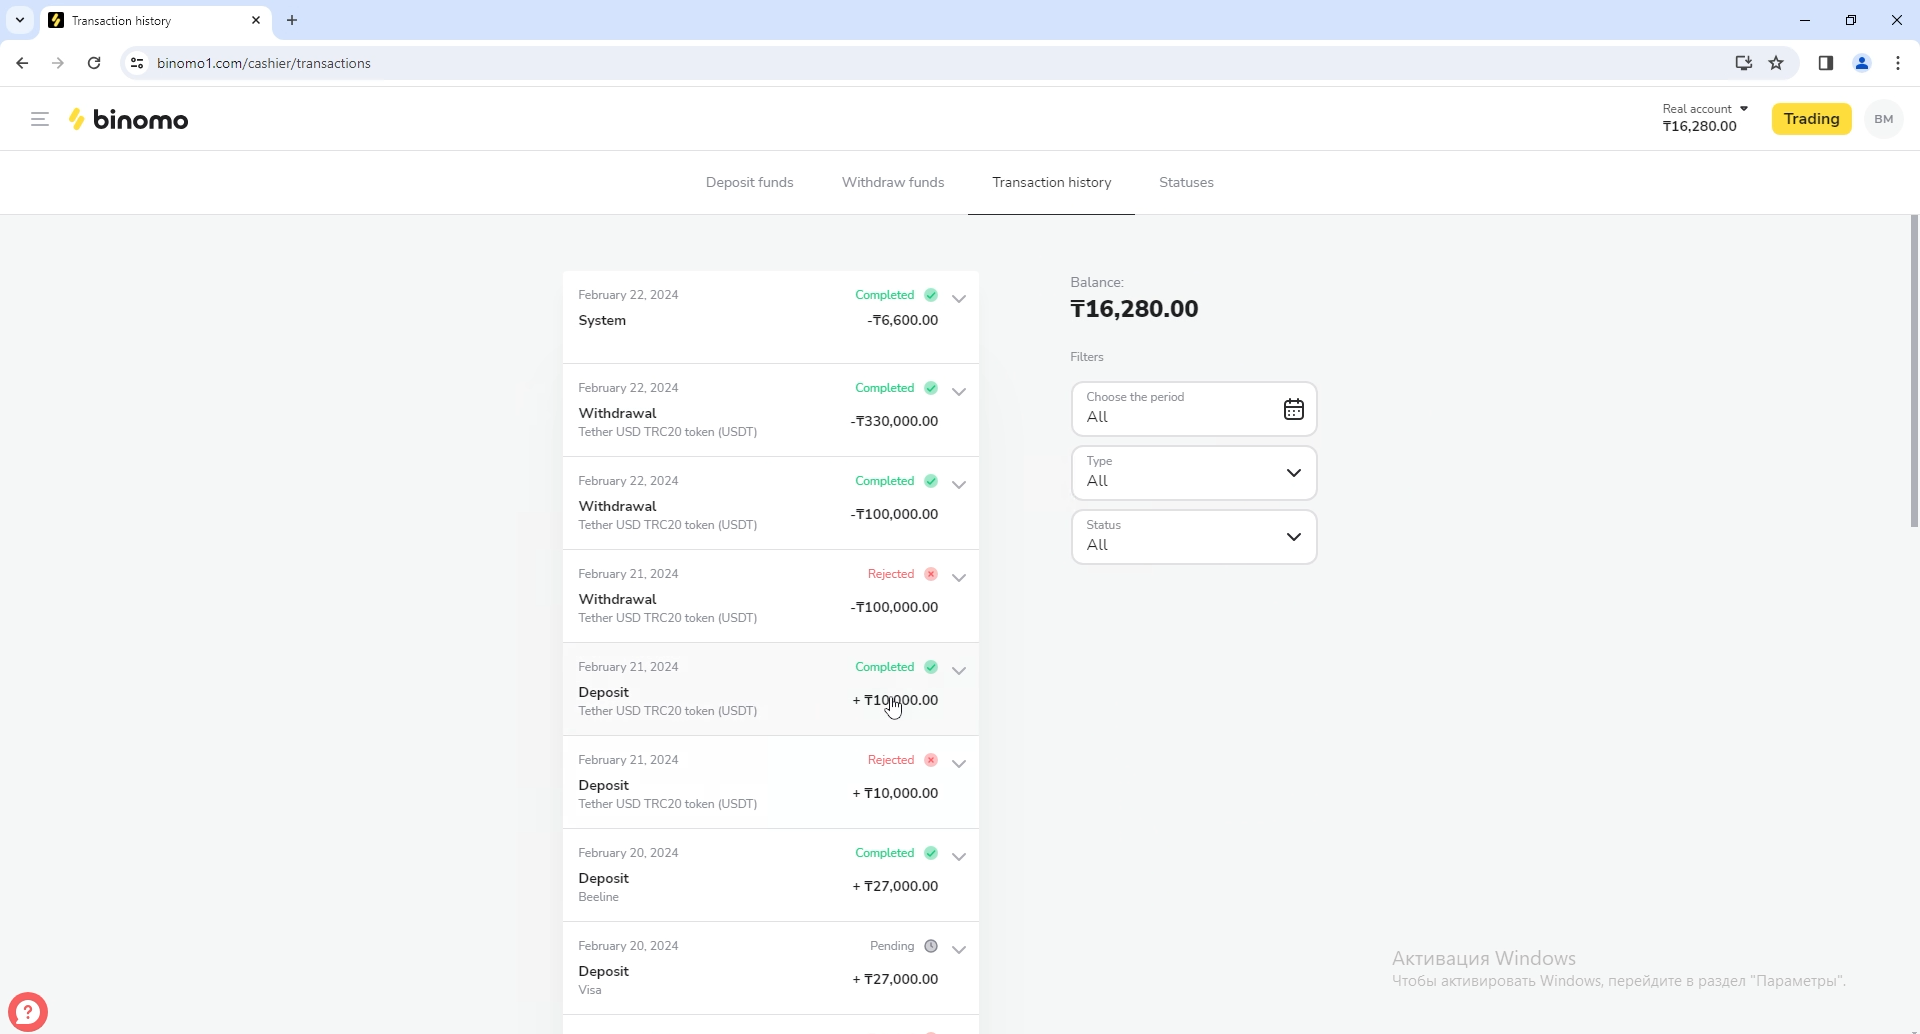 Transaction history
binomo1.com/cashier/transactions
binomo
Real account
₸16,280.00
Trading
BM
Deposit funds
Withdraw funds
Transaction history
Statuses
February 22, 2024
Completed
System
-₸6,600.00
February 22, 2024
Completed
Withdrawal
-₸330,000.00
Tether USD TRC20 token (USDT)
February 22, 2024
Completed
Withdrawal
-₸100,000.00
Tether USD TRC20 token (USDT)
February 21, 2024
Rejected
Withdrawal
-₸100,000.00
Tether USD TRC20 token (USDT)
February 21, 2024
Completed
Deposit
+ ₸10,000.00
Tether USD TRC20 token (USDT)
February 21, 2024
Rejected
Deposit
+ ₸10,000.00
Tether USD TRC20 token (USDT)
February 20, 2024
Completed
Deposit
+ ₸27,000.00
Beeline
February 20, 2024
Pending
Deposit
+ ₸27,000.00
Visa
Balance:
₸16,280.00
Filters
Choose the period
All
Type
All
Status
All
Активация Windows
Чтобы активировать Windows, перейдите в раздел "Параметры".